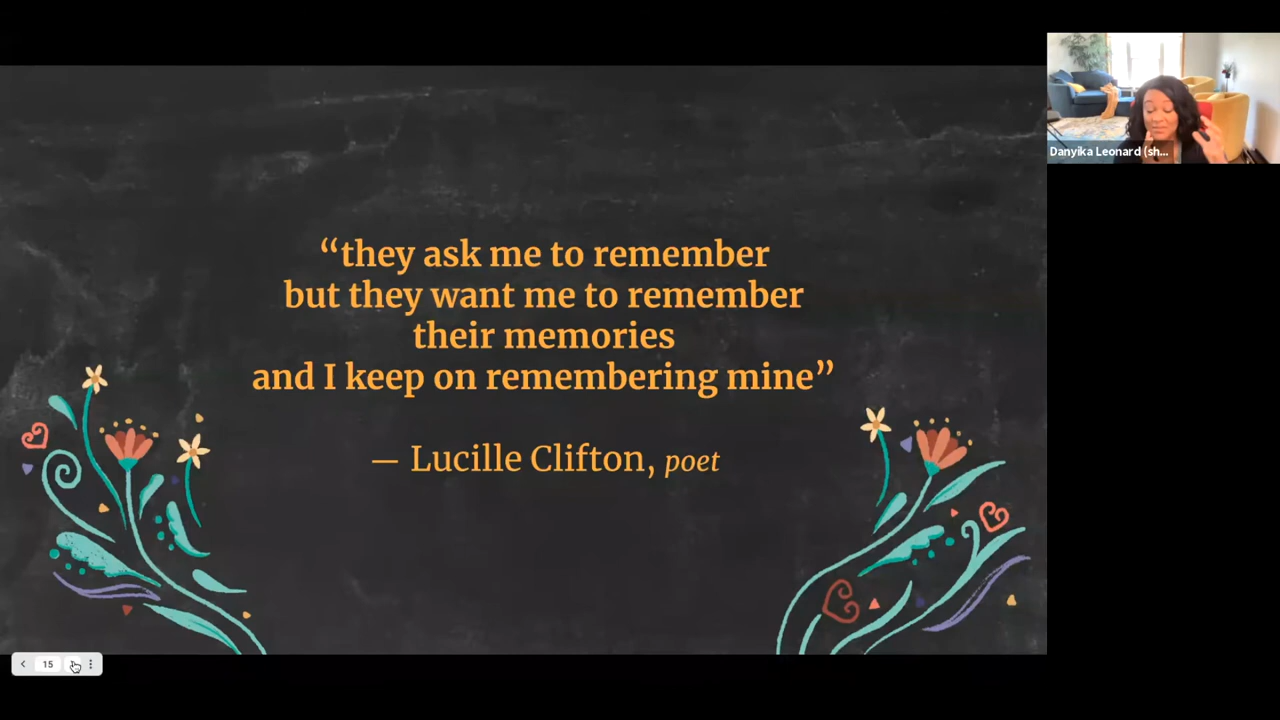 “they ask me to remember
but they want me to remember
their memories
and I keep on remembering mine”
— Lucille Clifton, poet
Danyika Leonard (sh...
15